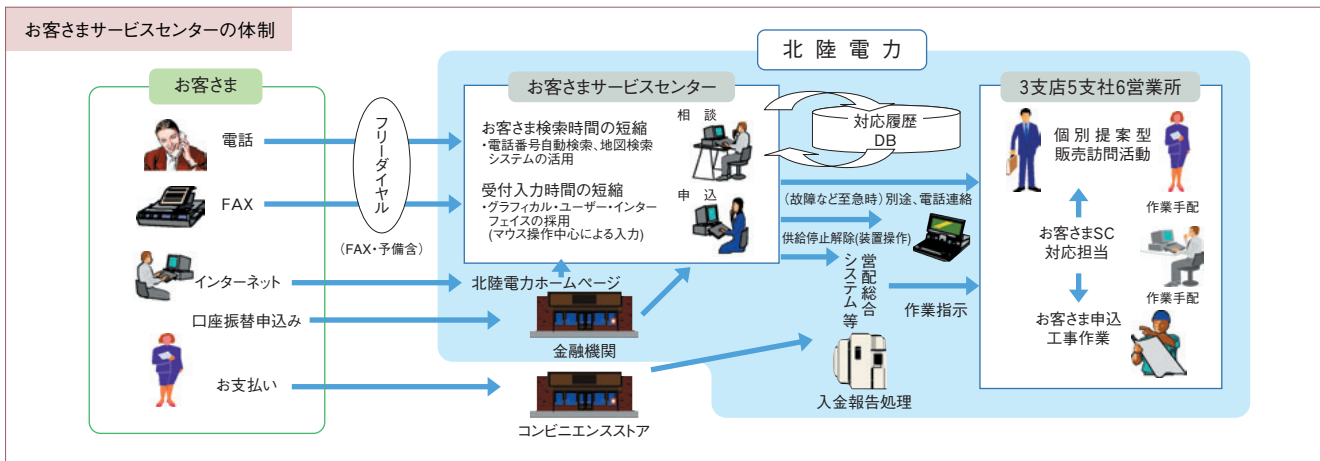 お客さまサービスセンターの体制
北陸電力
お客さま
電話
FAX
インターネット
口座振替申込み
お支払い
フリーダイヤル
(FAX・予備含)
お客さまサービスセンター
お客さま検索時間の短縮
・電話番号自動検索、地図検索
システムの活用
受付入力時間の短縮
・グラフィカル・ユーザー・インター
フェイスの採用
(マウス操作中心による入力)
相談
申込
北陸電力ホームページ
金融機関
コンビニエンスストア
対応履歴
DB
(故障など至急時)別途、電話連絡
供給停止解除(装置操作)
営配総合
システム等
作業指示
入金報告処理
3支店5支社6営業所
個別提案型
販売訪問活動
作業手配
お客さまSC
対応担当
作業手配
お客さま申込
工事作業